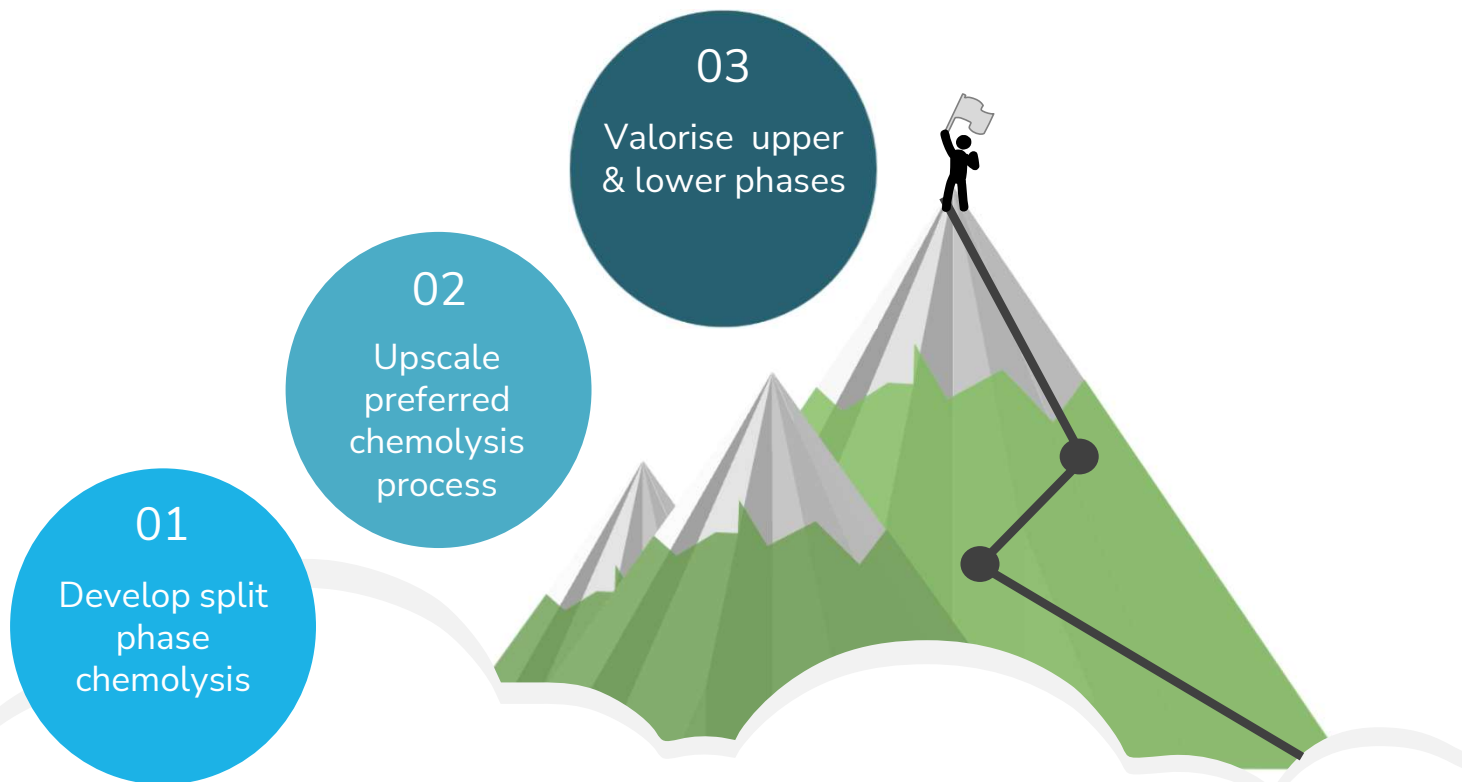 01
Develop split
phase
chemolysis
02
Upscale
preferred
chemolysis
process
03
Valorise upper
& lower phases